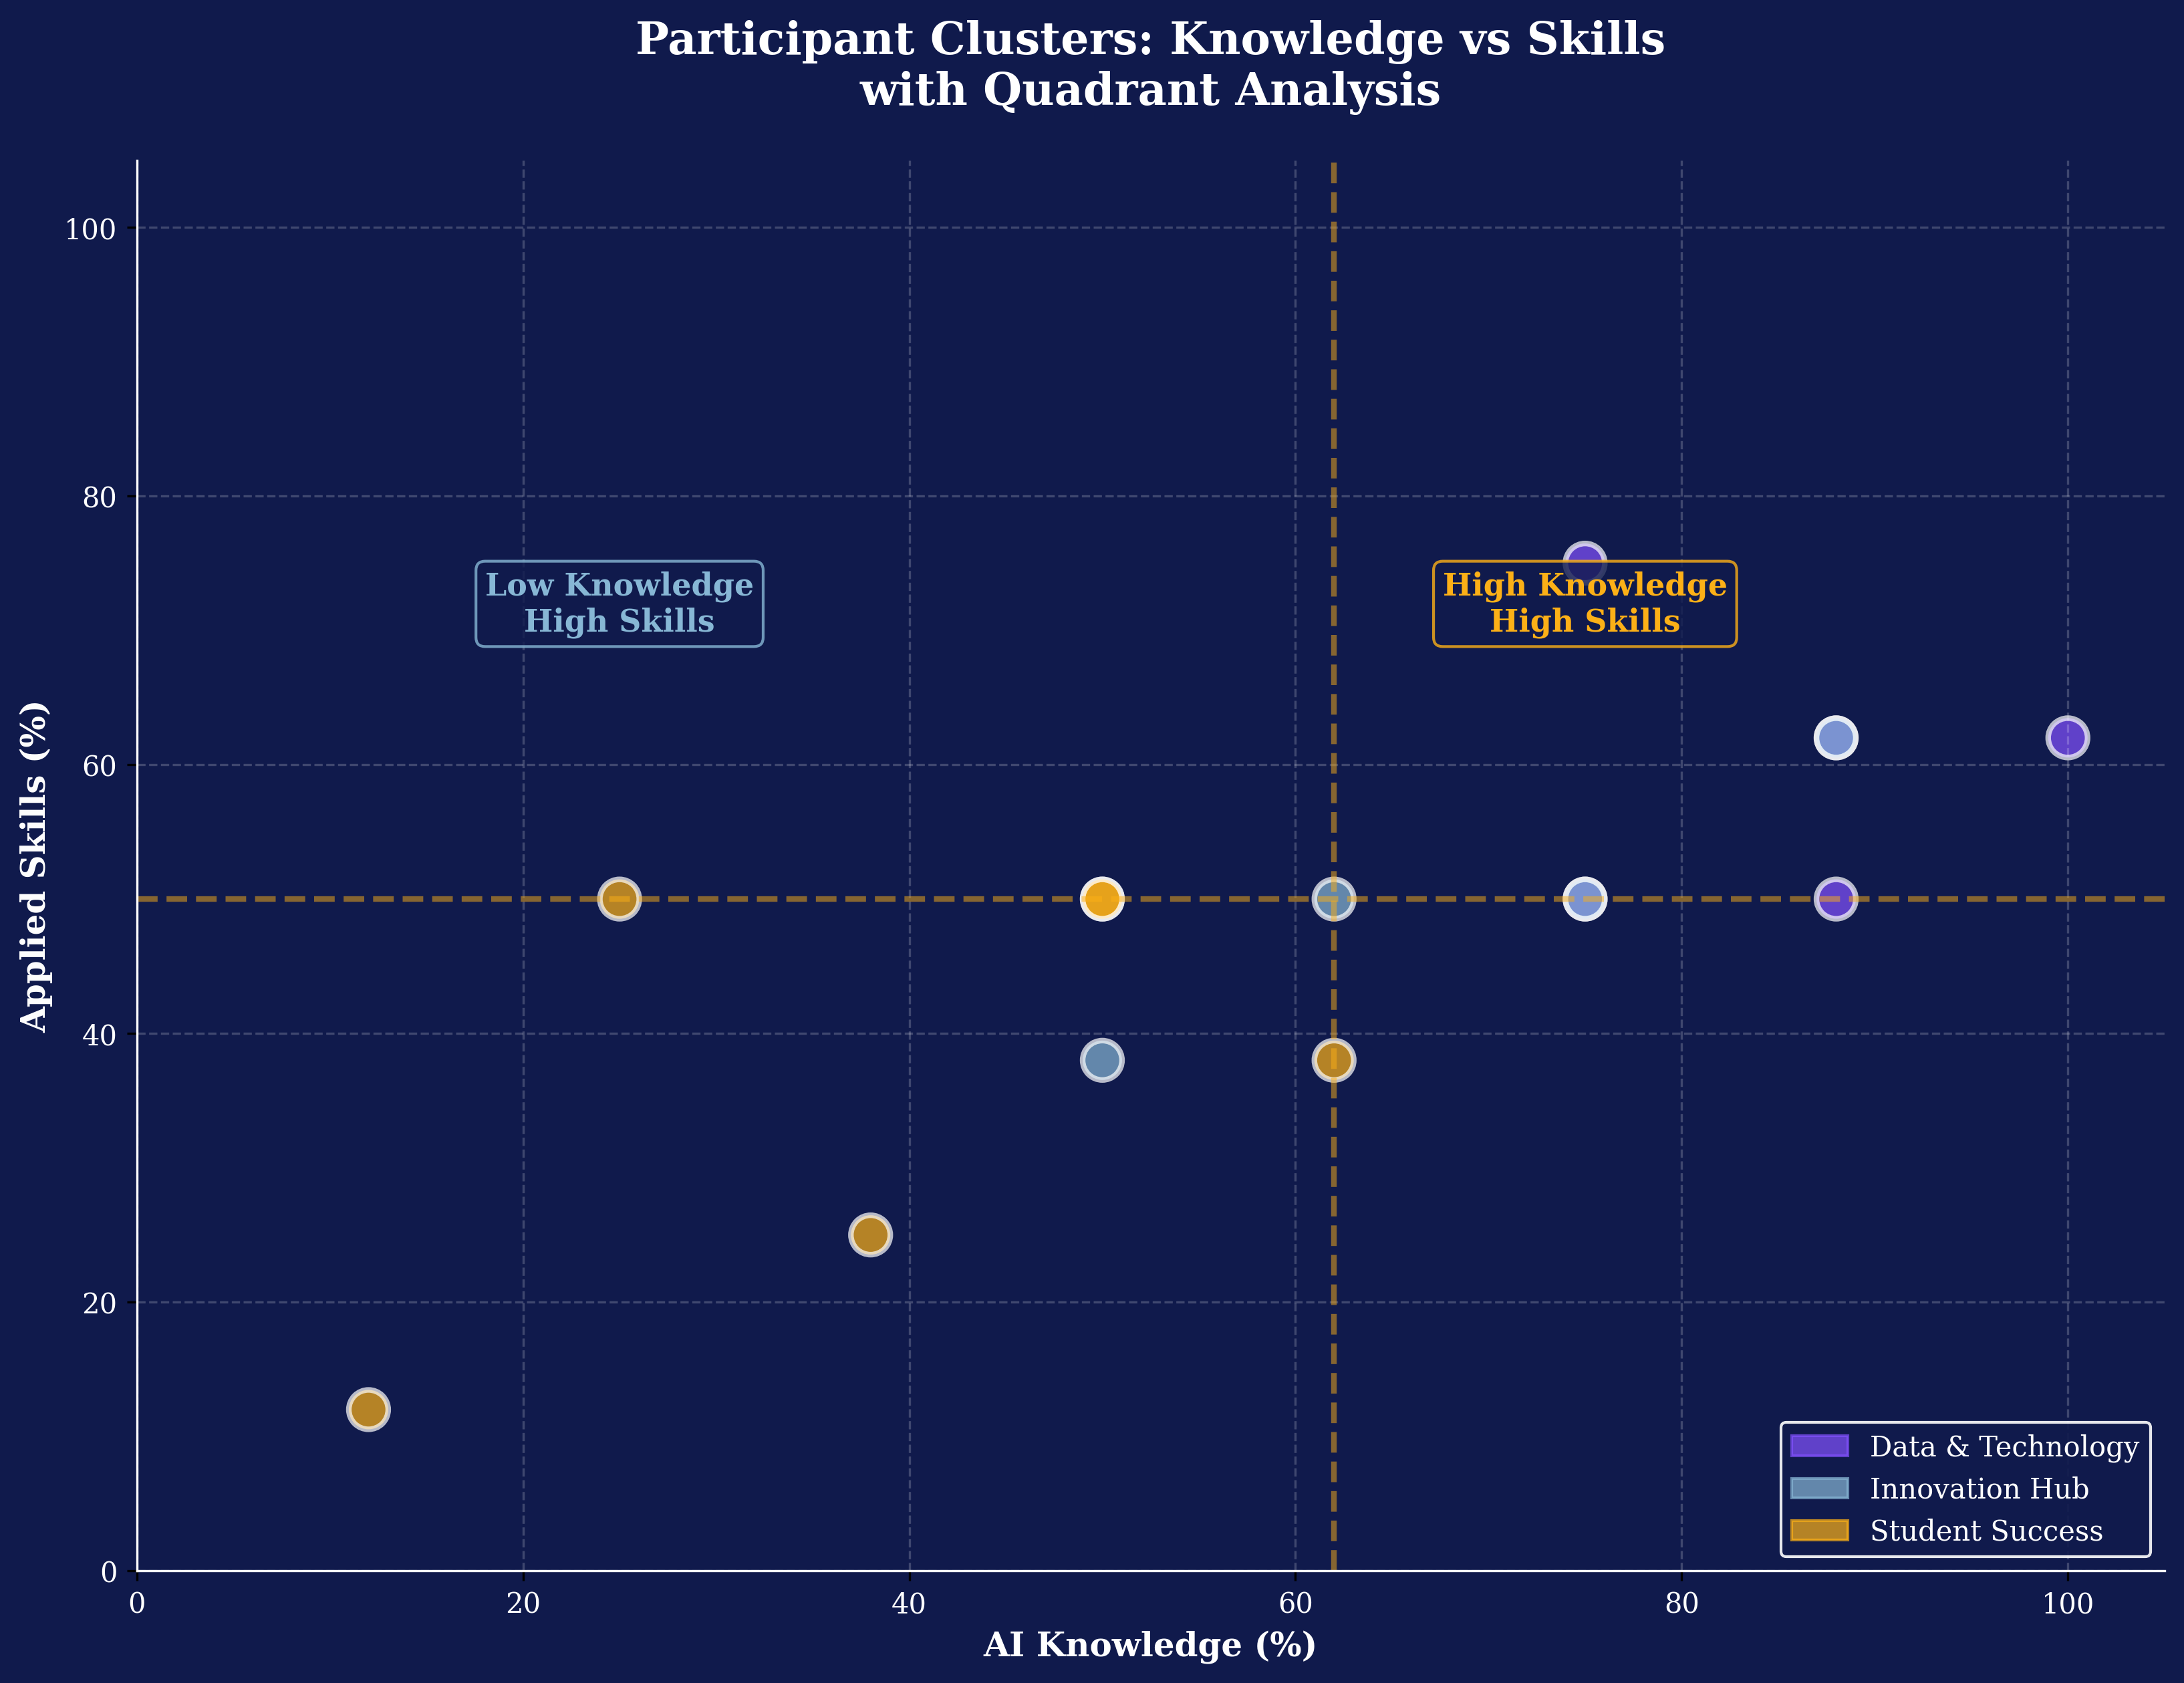 Participant Clusters: Knowledge vs Skills
with Quadrant Analysis
Applied Skills (%)
100
80
60
40
20
0
Low Knowledge
High Skills
High Knowledge
High Skills
Data & Technology
Innovation Hub
Student Success
0 20 40 60 80 100
AI Knowledge (%)